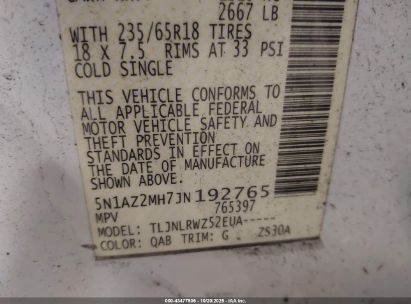 2667 LB
WITH 235/65R18 TIRES
18 X 7.5 RIMS AT 33 PSI
COLD SINGLE
THIS VEHICLE CONFORMS TO
ALL APPLICABLE FEDERAL
MOTOR VEHICLE SAFETY AND
THEFT PREVENTION
STANDARDS IN EFFECT ON
THE DATE OF MANUFACTURE
SHOWN ABOVE.
5N1AZ2MH7JN192765
MPV 765397
MODEL: TLJNLRWZ52EUA-----
COLOR: QAB TRIM: G ZS30A